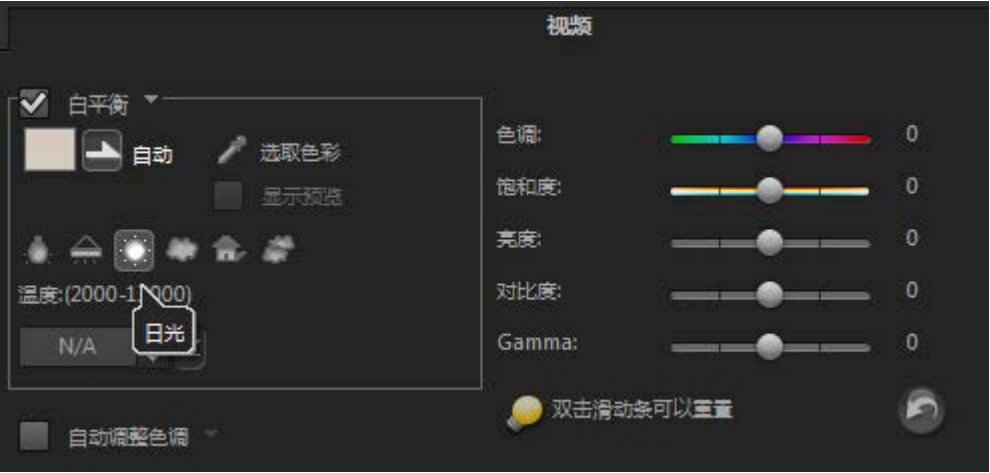 视频
白平衡
自动
选取色彩
显示预览
温度:(2000-1
000)
日光
N/A
自动调整色调
色调: 0
饱和度: 0
亮度: 0
对比度: 0
Gamma: 0
双击滑动条可以重置